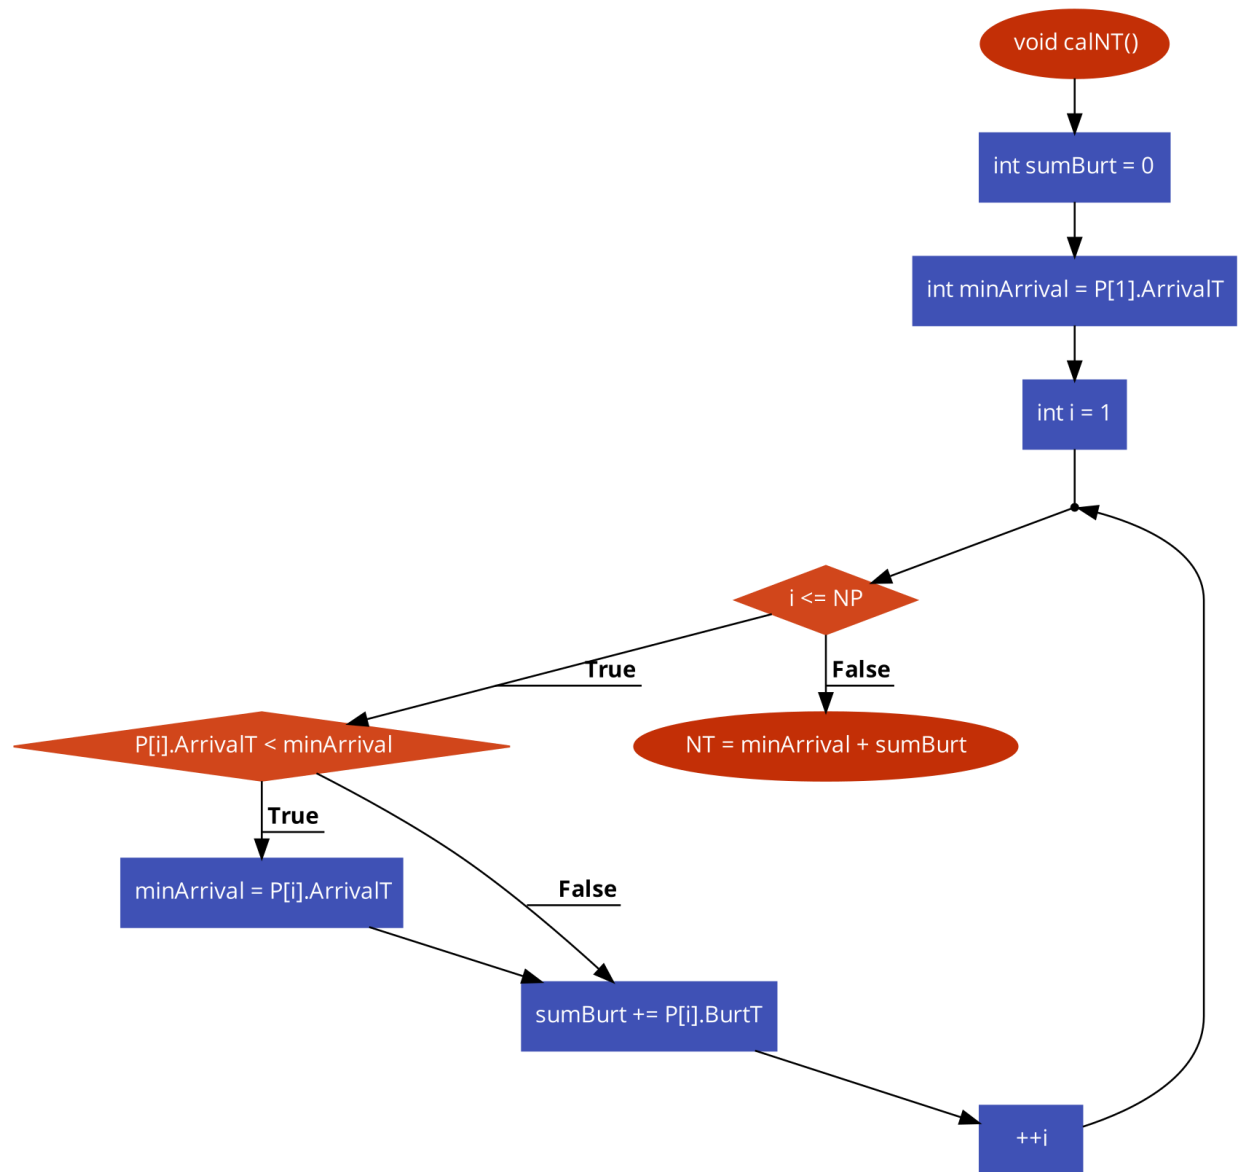 void calNT()
int sumBurt = 0
int minArrival = P[1].ArrivalT
int i = 1
i <= NP
True
False
P[i].ArrivalT < minArrival
NT = minArrival + sumBurt
True
False
minArrival = P[i].ArrivalT
sumBurt += P[i].BurtT
++i